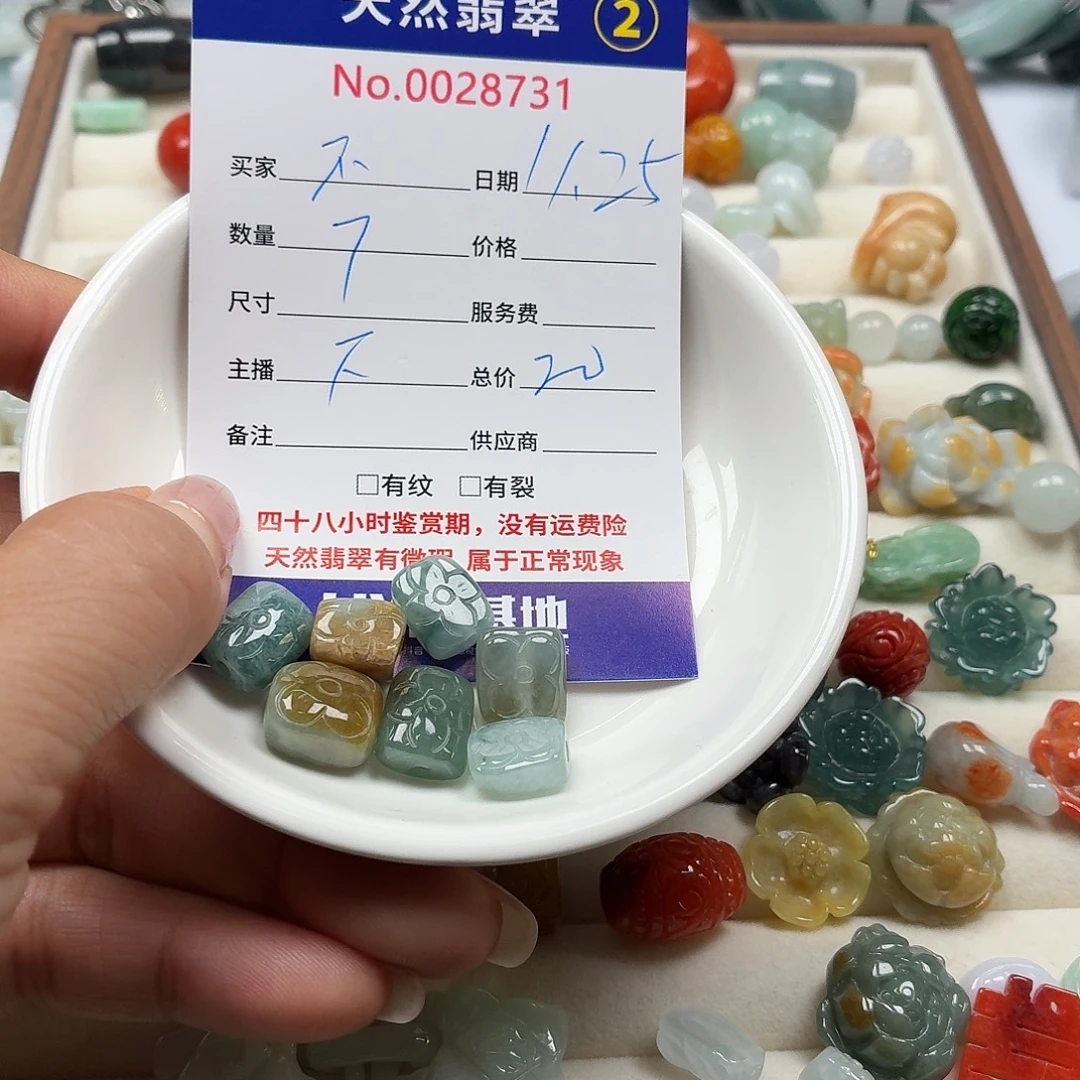 天然翡翠 2
No.0028731
买家 不 日期 11.25
数量 7 价格
尺寸 服务费
主播 不 总价 20
备注 供应商
□有纹 □有裂
四十八小时鉴赏期，没有运费险
天然翡翠有微瑕 属于正常现象
基地